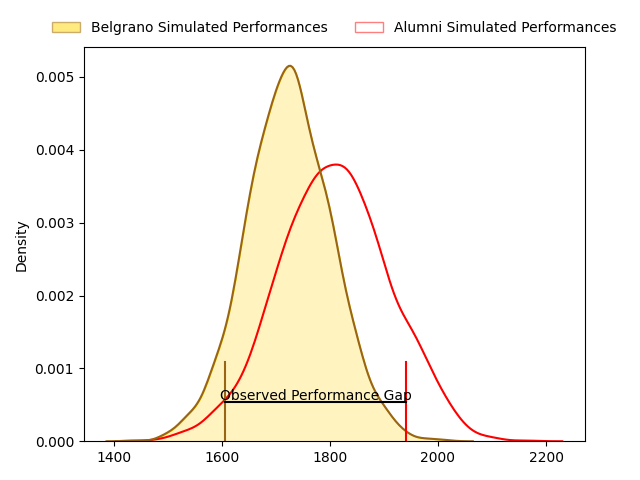 Belgrano Simulated Performances
Alumni Simulated Performances
0.005
0.004
0.003
0.002
0.001
0.000
Density
Observed Performance Gap
1400 1600 1800 2000 2200